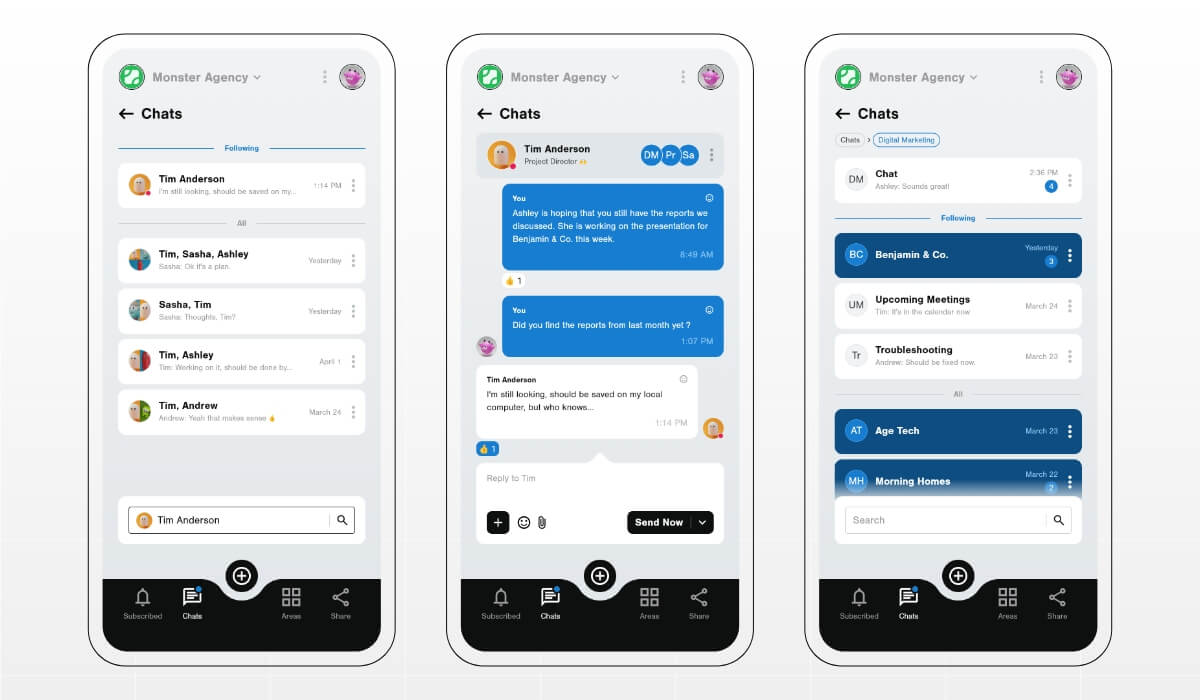 Monster Agency
Chats
Following
Tim Anderson
I'm still looking, should be saved on my...
1:14 PM
All
Tim, Sasha, Ashley
Sasha: Ok it's a plan.
Yesterday
Sasha, Tim
Sasha: Thoughts, Tim?
Yesterday
Tim, Ashley
Tim: Working on it, should be done by...
April 1
Tim, Andrew
Andrew: Yeah that makes sense 👌
March 24
Tim Anderson
Subscribed
Chats
Areas
Share
Monster Agency
Chats
Tim Anderson
Project Director 🙌
DM
Pr
Sa
You
Ashley is hoping that you still have the reports we
discussed. She is working on the presentation for
Benjamin & Co. this week.
8:49 AM
👍 1
You
Did you find the reports from last month yet ?
1:07 PM
Tim Anderson
I'm still looking, should be saved on my local
computer, but who knows...
1:14 PM
👍 1
Reply to Tim
Send Now
Subscribed
Chats
Areas
Share
Monster Agency
Chats
Chats › Digital Marketing
DM
Chat
Ashley: Sounds great!
2:36 PM
4
Following
BC
Benjamin & Co.
Yesterday
3
UM
Upcoming Meetings
Tim: It's in the calendar now
March 24
Tr
Troubleshooting
Andrew: Should be fixed now.
March 23
All
AT
Age Tech
March 23
MH
Morning Homes
March 22
2
Search
Subscribed
Chats
Areas
Share